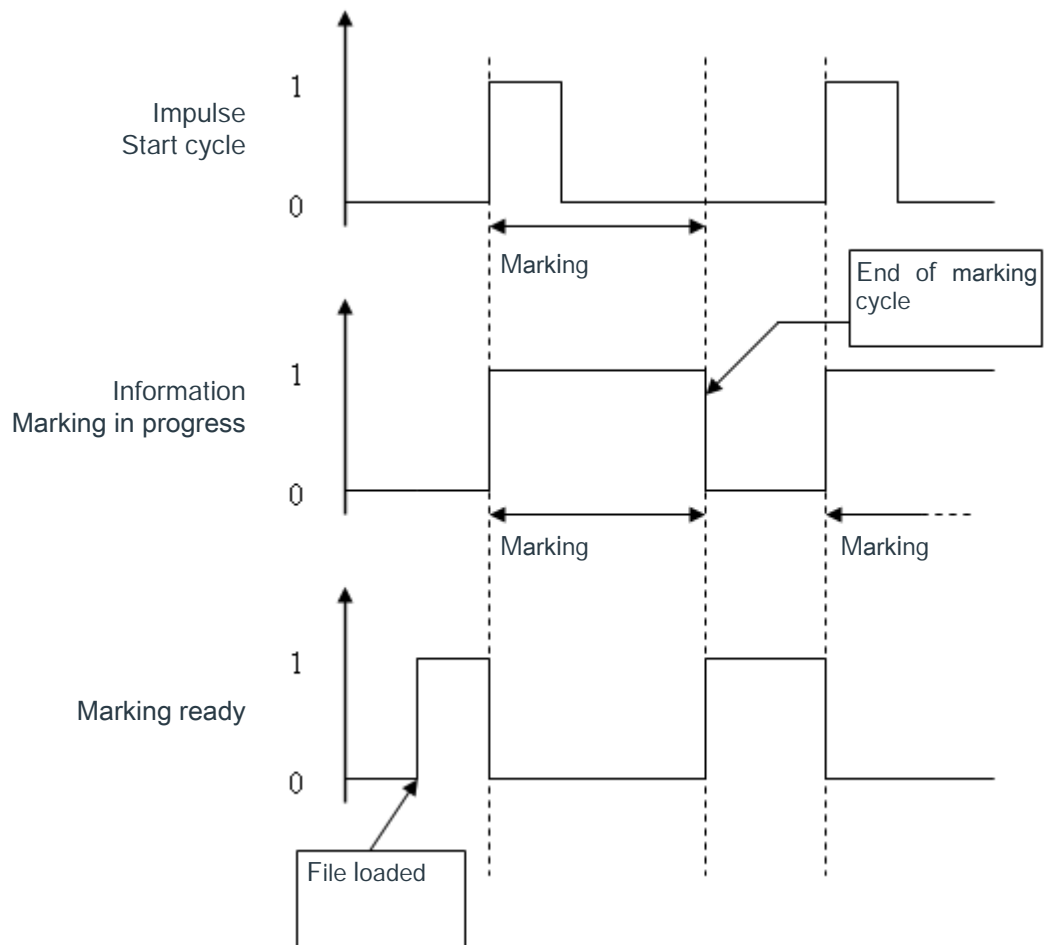 1
Impulse
Start cycle
0
Marking
End of marking
cycle
1
Information
Marking in progress
0
Marking
Marking
1
Marking ready
0
File loaded